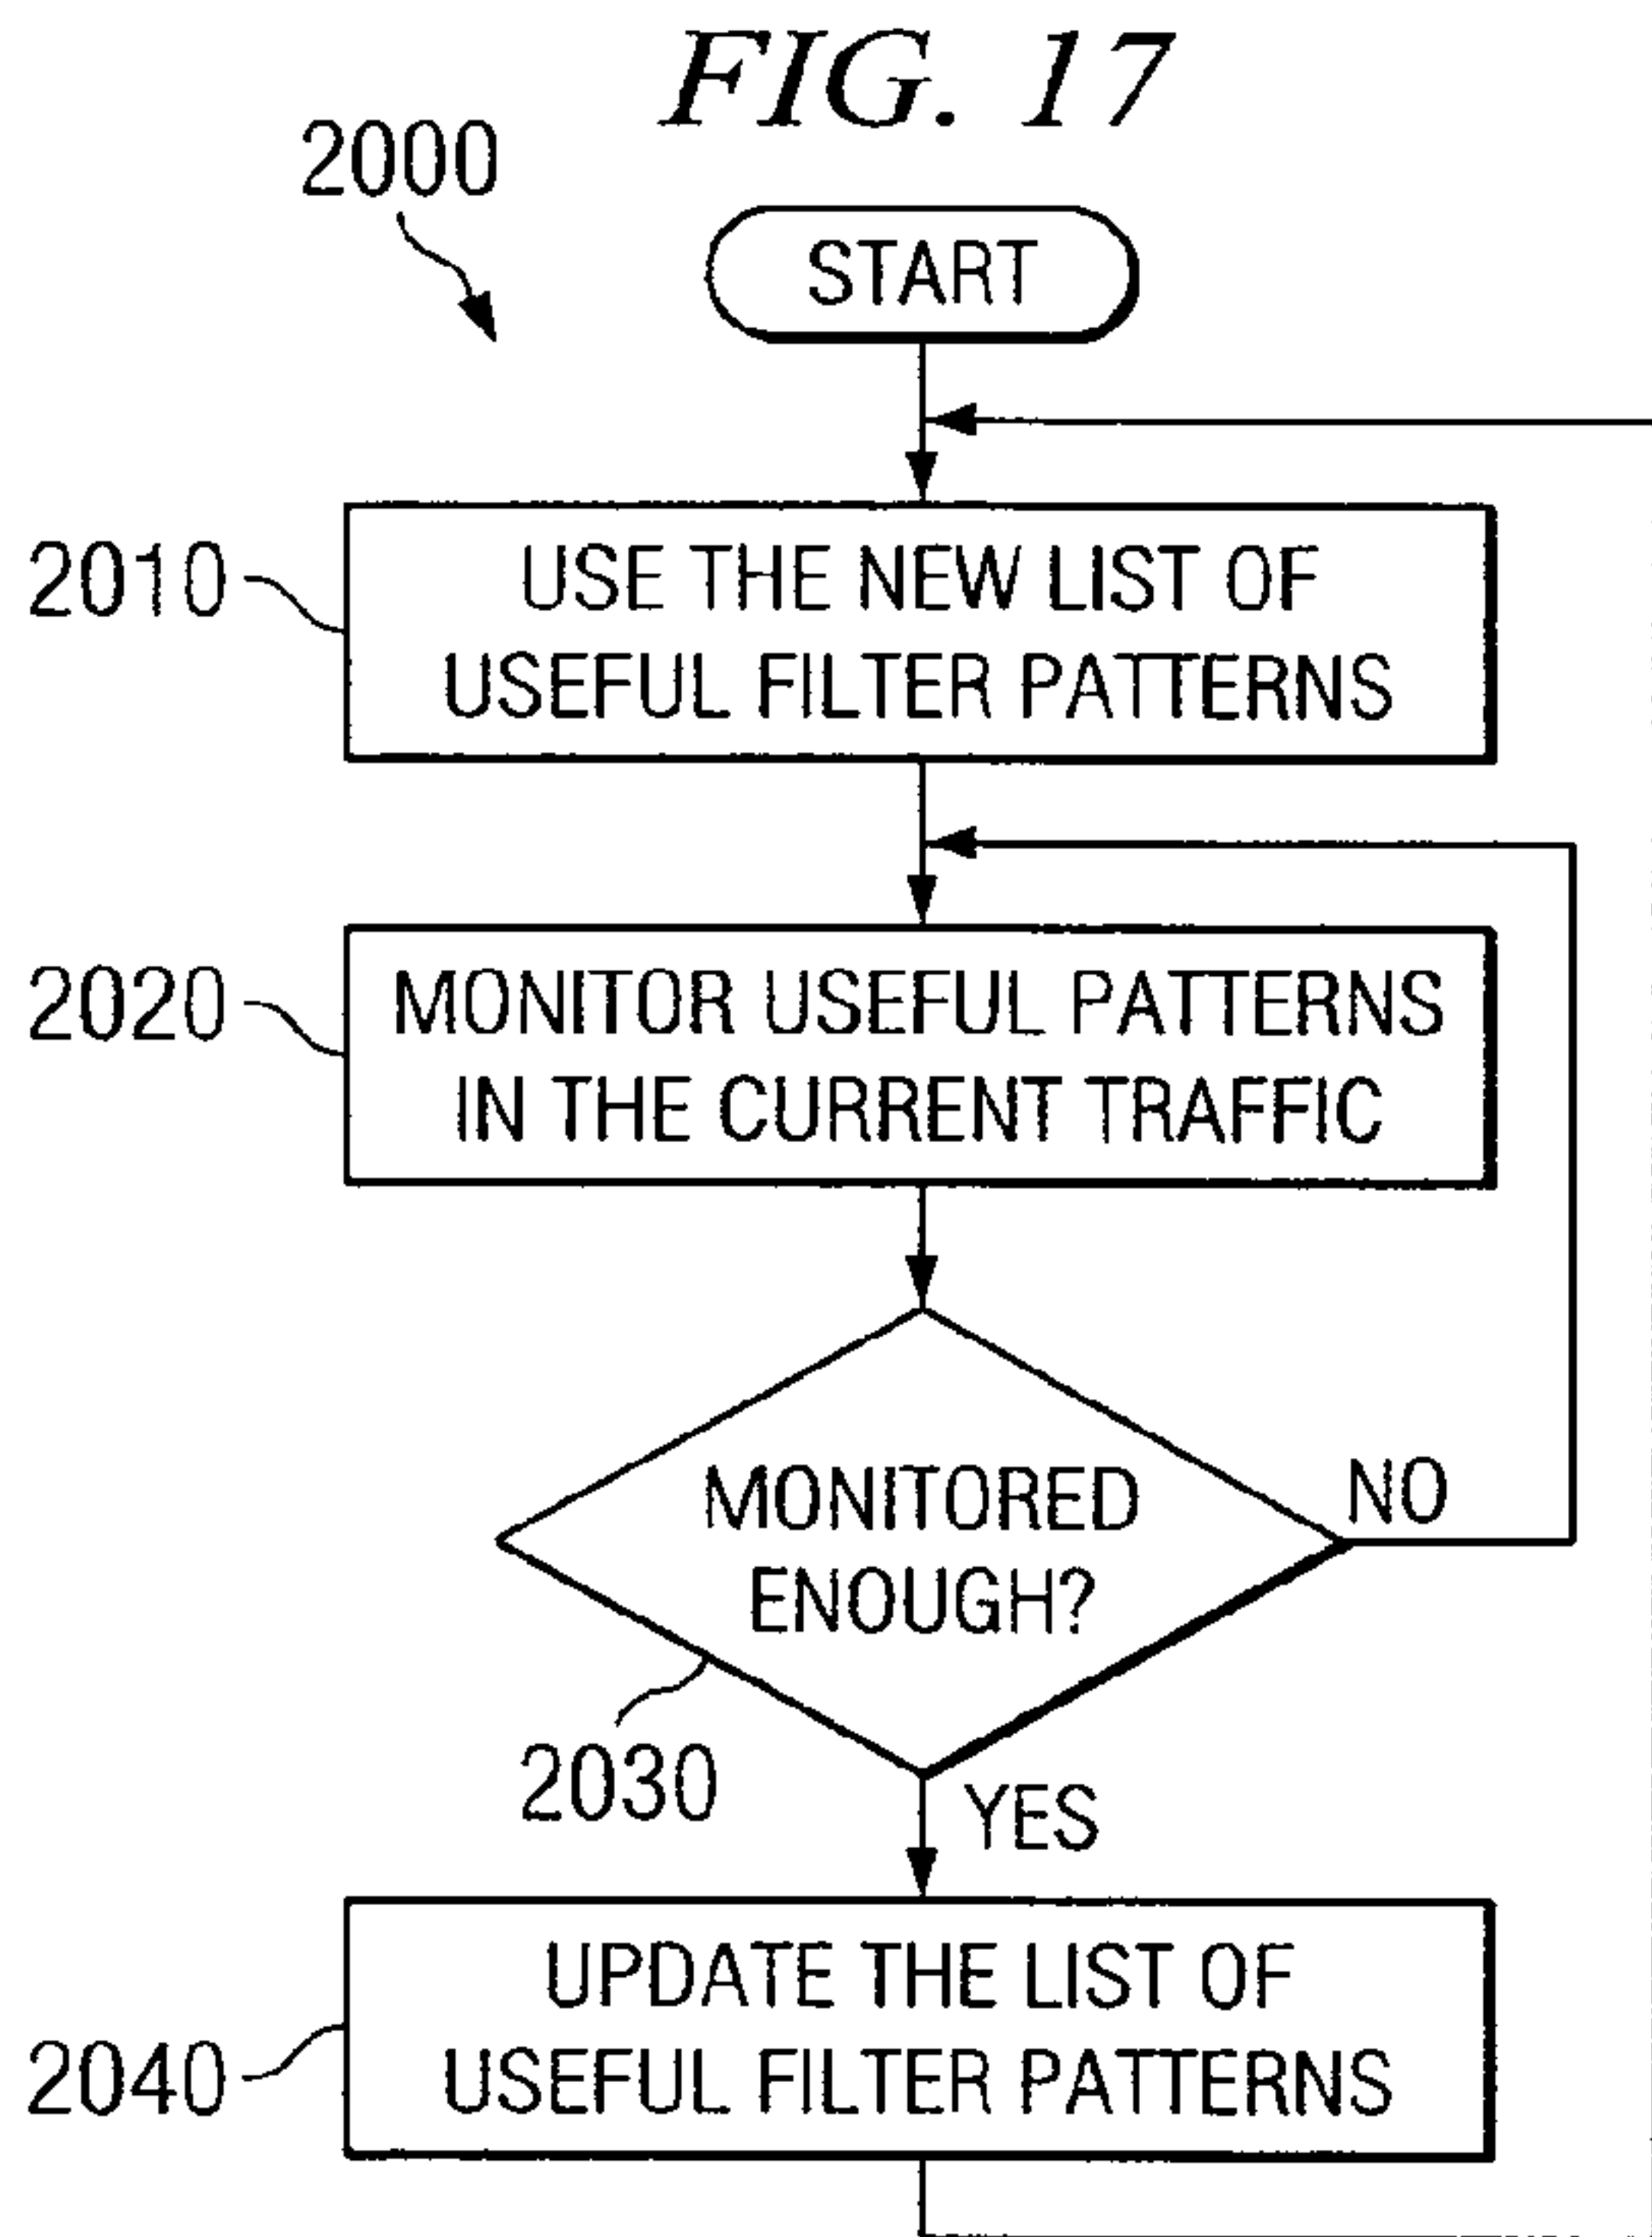 FIG. 17
2000
START
2010
USE THE NEW LIST OF
USEFUL FILTER PATTERNS
2020
MONITOR USEFUL PATTERNS
IN THE CURRENT TRAFFIC
MONITORED
ENOUGH?
NO
2030
YES
2040
UPDATE THE LIST OF
USEFUL FILTER PATTERNS